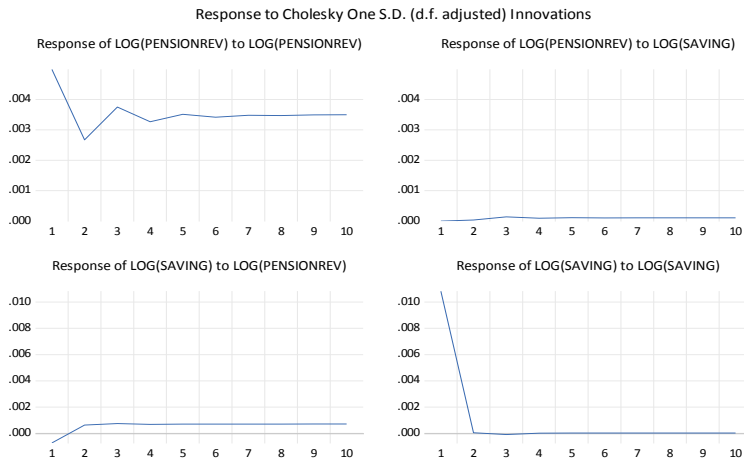 Response to Cholesky One S.D. (d.f. adjusted) Innovations
Response of LOG(PENSIONREV) to LOG(PENSIONREV)
.004
.003
.002
.001
.000
1 2 3 4 5 6 7 8 9 10
Response of LOG(PENSIONREV) to LOG(SAVING)
.004
.003
.002
.001
.000
1 2 3 4 5 6 7 8 9 10
Response of LOG(SAVING) to LOG(PENSIONREV)
.010
.008
.006
.004
.002
.000
1 2 3 4 5 6 7 8 9 10
Response of LOG(SAVING) to LOG(SAVING)
.010
.008
.006
.004
.002
.000
1 2 3 4 5 6 7 8 9 10